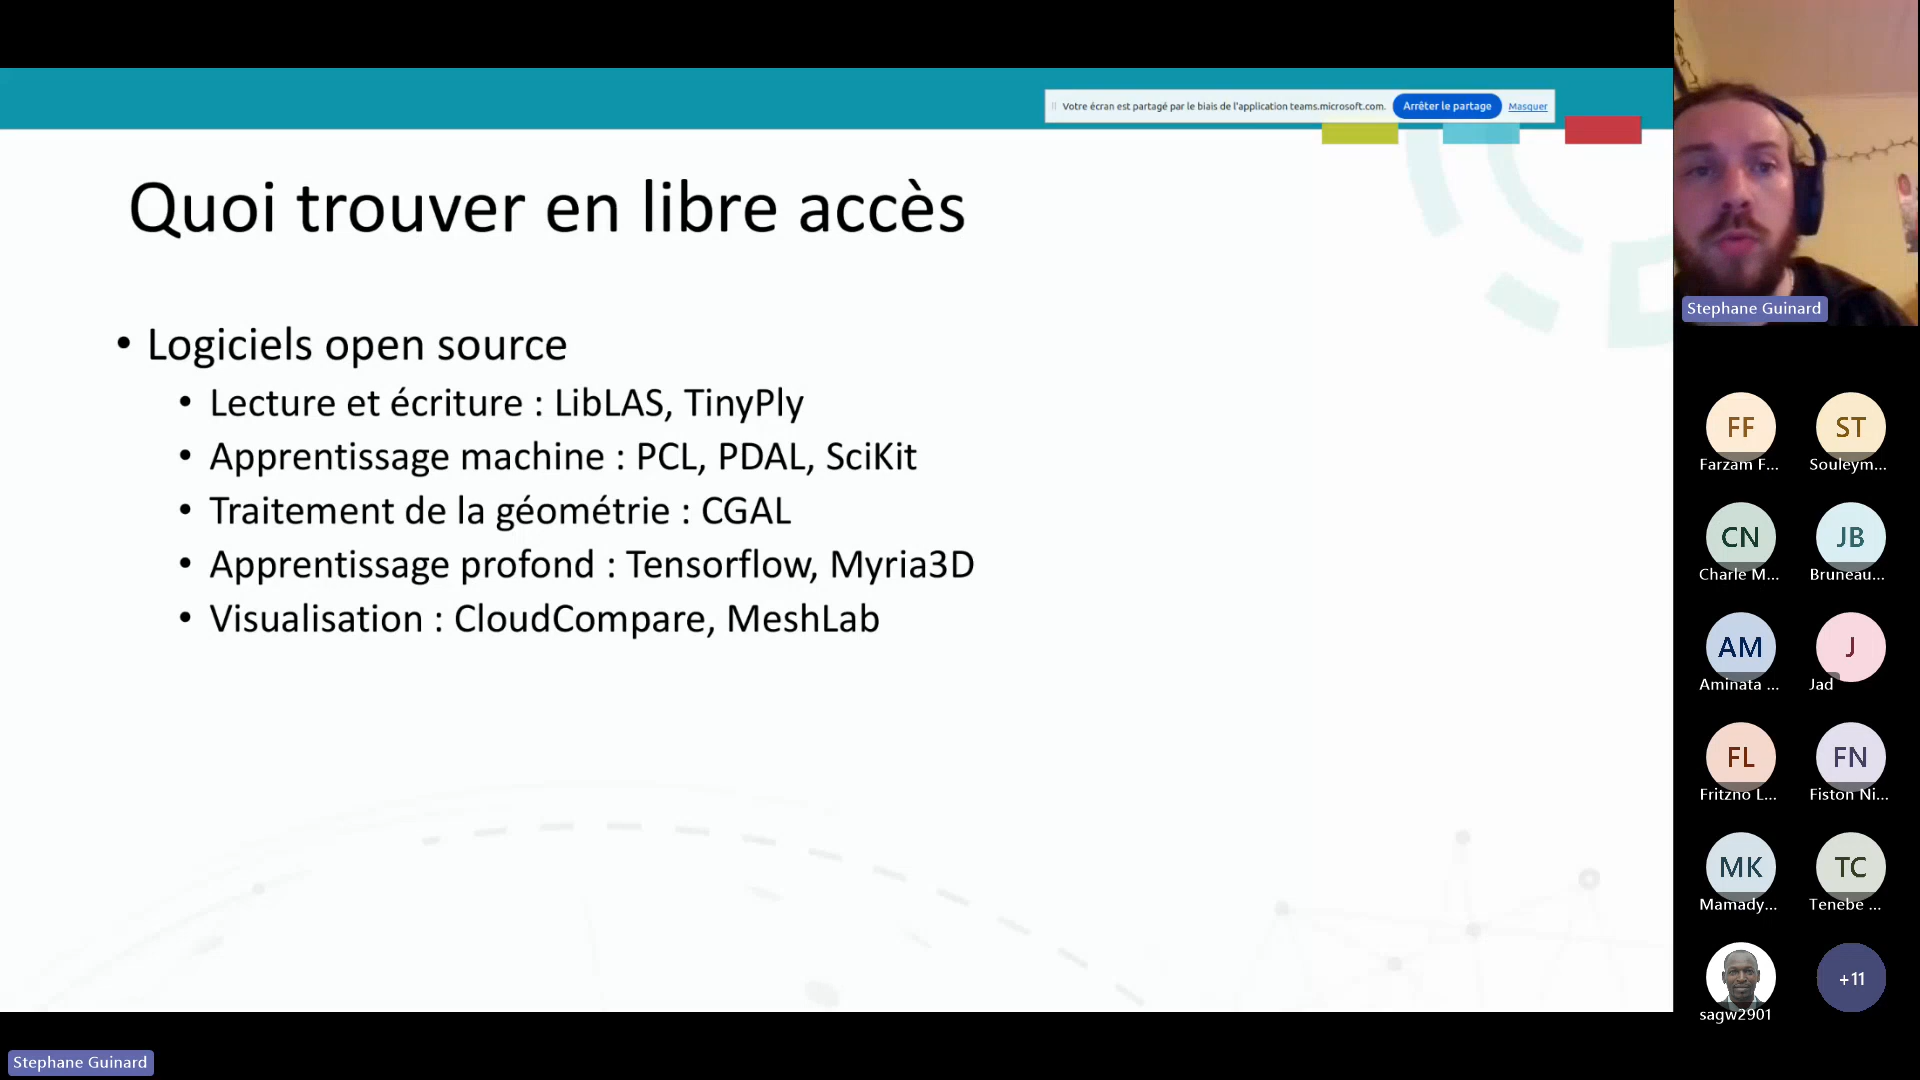 Votre écran est partagé par le biais de l'application teams.microsoft.com.
Arrêter le partage
Masquer
Quoi trouver en libre accès
• Logiciels open source
• Lecture et écriture : LibLAS, TinyPly
• Apprentissage machine : PCL, PDAL, SciKit
• Traitement de la géométrie : CGAL
• Apprentissage profond : Tensorflow, Myria3D
• Visualisation : CloudCompare, MeshLab
Stephane Guinard
FF
Farzam F...
ST
Souleym...
CN
Charle M...
JB
Bruneau...
AM
Aminata ...
J
Jad
FL
Fritzno L...
FN
Fiston Ni...
MK
Mamady...
TC
Tenebe ...
sagw2901
+11
Stephane Guinard